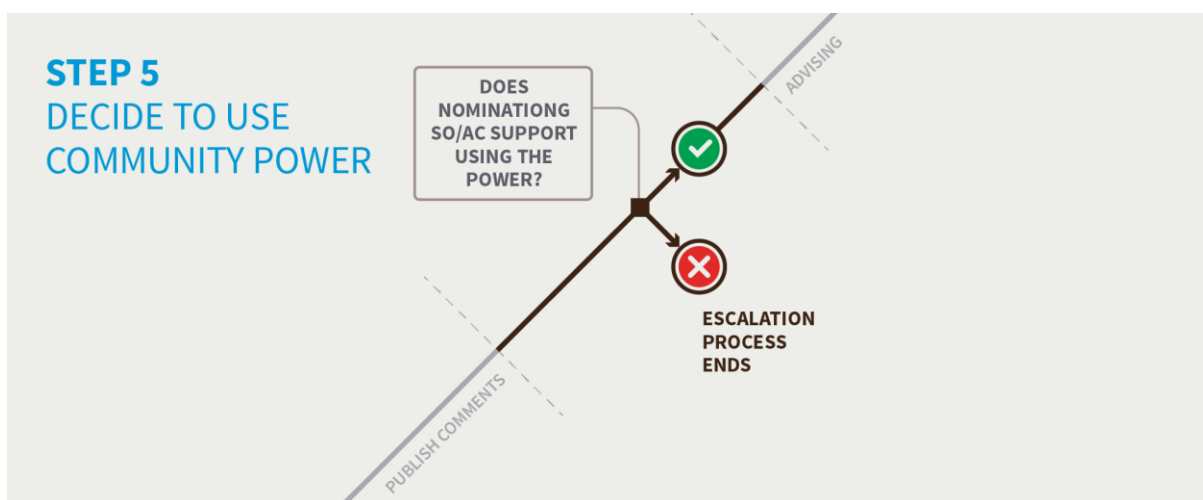 STEP 5
DECIDE TO USE
COMMUNITY POWER
DOES
NOMINATIONG
SO/AC SUPPORT
USING THE
POWER?
ADVISING
ESCALATION
PROCESS
ENDS
PUBLISH COMMENTS